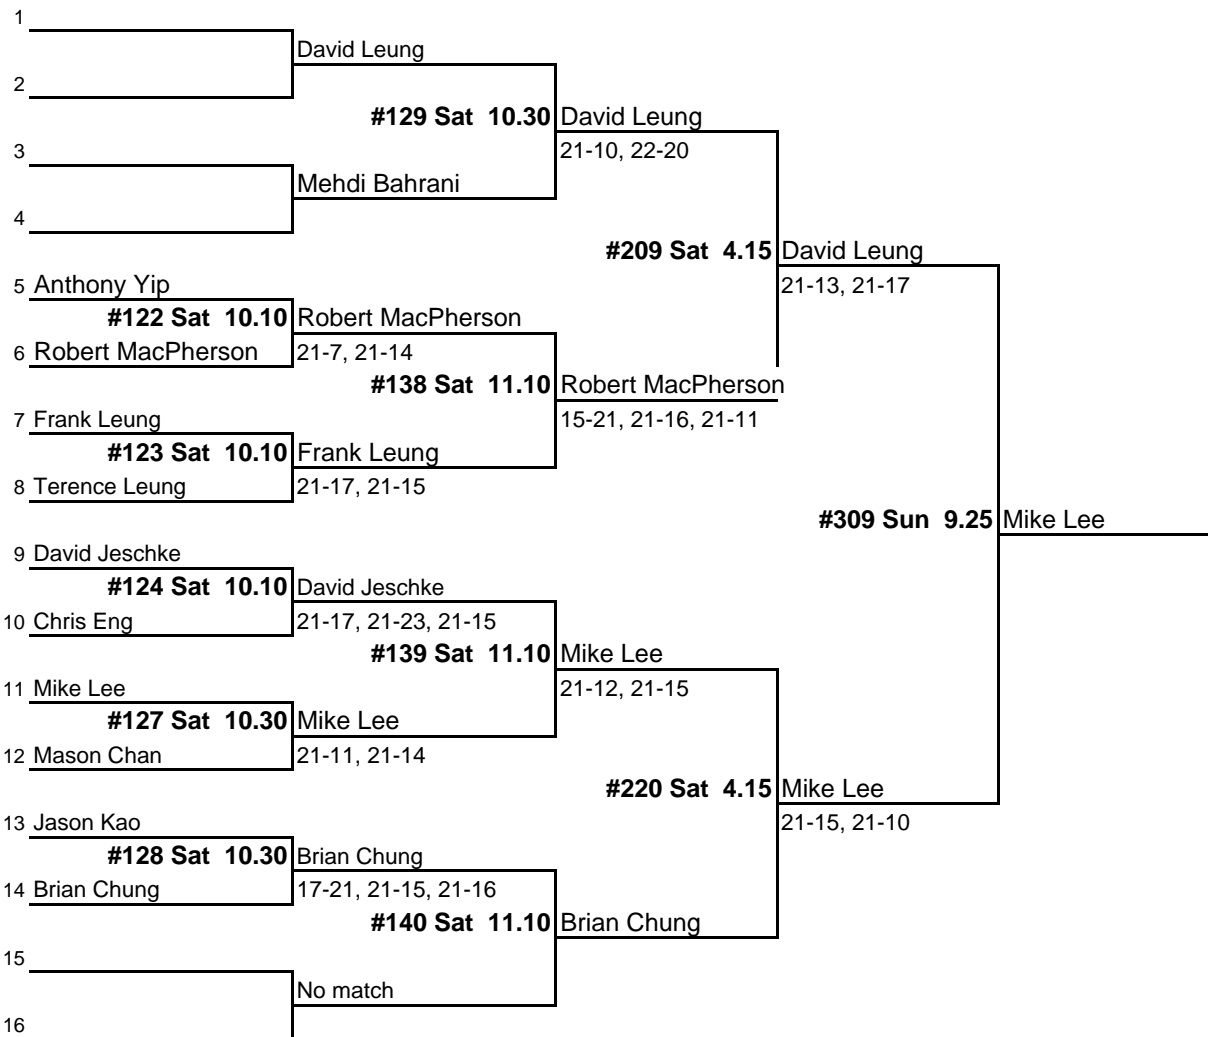 1
David Leung
2
#129 Sat 10.30 David Leung
3
21-10, 22-20
Mehdi Bahrani
4
#209 Sat 4.15 David Leung
5 Anthony Yip
21-13, 21-17
#122 Sat 10.10 Robert MacPherson
6 Robert MacPherson 21-7, 21-14
#138 Sat 11.10 Robert MacPherson
7 Frank Leung
15-21, 21-16, 21-11
#123 Sat 10.10 Frank Leung
8 Terence Leung 21-17, 21-15
#309 Sun 9.25 Mike Lee
9 David Jeschke
#124 Sat 10.10 David Jeschke
10 Chris Eng 21-17, 21-23, 21-15
#139 Sat 11.10 Mike Lee
11 Mike Lee
21-12, 21-15
#127 Sat 10.30 Mike Lee
12 Mason Chan 21-11, 21-14
#220 Sat 4.15 Mike Lee
13 Jason Kao
21-15, 21-10
#128 Sat 10.30 Brian Chung
14 Brian Chung 17-21, 21-15, 21-16
#140 Sat 11.10 Brian Chung
15
No match
16